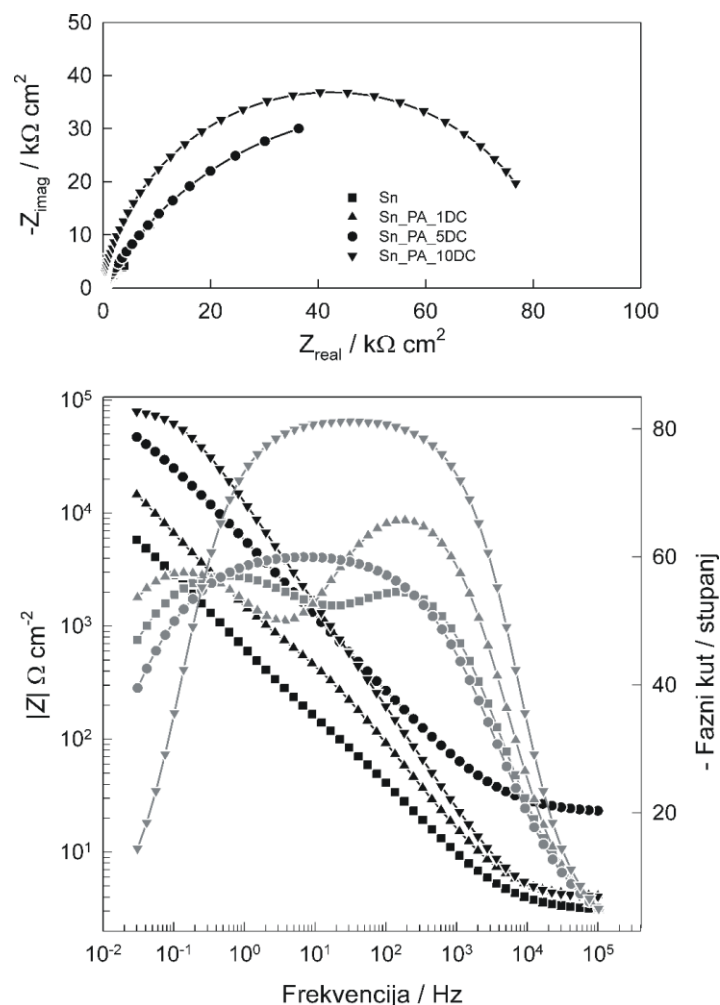 50
40
30
20
10
0
-Z_imag / kΩ cm²
0 20 40 60 80 100
Z_real / kΩ cm²
Sn
Sn_PA_1DC
Sn_PA_5DC
Sn_PA_10DC
10⁵
10⁴
10³
10²
10¹
|Z| Ω cm⁻²
80
60
40
20
- Fazni kut / stupanj
10⁻² 10⁻¹ 10⁰ 10¹ 10² 10³ 10⁴ 10⁵
Frekvencija / Hz